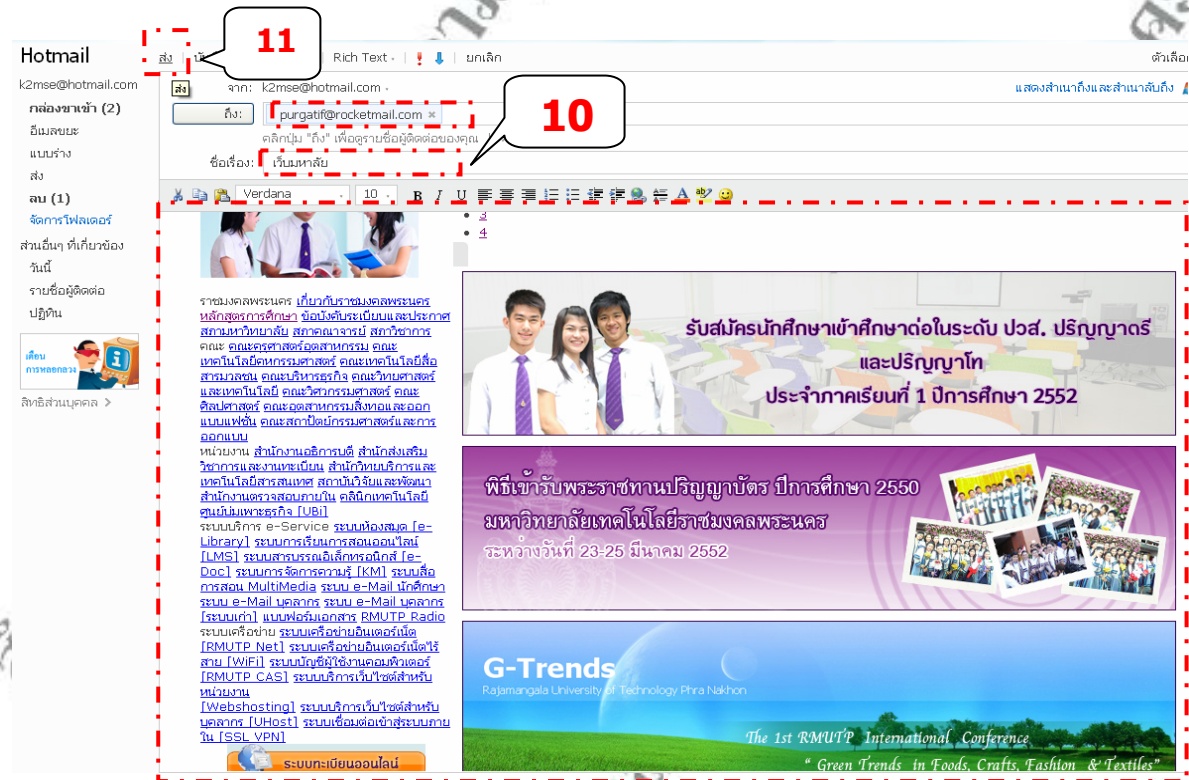 11
Hotmail
ส่ง
Rich Text
ยกเลิก
k2mse@hotmail.com
ส่ง
จาก: k2mse@hotmail.com
แสดงสำเนาถึงและสำเนาลับถึง
กล่องขาเข้า (2)
อีเมลขยะ
แบบร่าง
ส่ง
ลบ (1)
จัดการโฟลเดอร์
ส่วนอื่นๆ ที่เกี่ยวข้อง
วันนี้
รายชื่อผู้ติดต่อ
ปฏิทิน
เตือน
การหลอกลวง
สิทธิส่วนบุคคล >
ถึง: purgatif@rocketmail.com
10
คลิกปุ่ม "ถึง" เพื่อดูรายชื่อผู้ติดต่อของคุณ
ชื่อเรื่อง: เว็บมหาลัย
Verdana 10 B I U
3
4
ราชมงคลพระนคร เกี่ยวกับราชมงคลพระนคร
หลักสูตรการศึกษา ข้อบังคับระเบียบและประกาศ
สภามหาวิทยาลัย สภาคณาจารย์ สภาวิชาการ
คณะ คณะครุศาสตร์อุตสาหกรรม คณะ
เทคโนโลยีคหกรรมศาสตร์ คณะเทคโนโลยีสื่อ
สารมวลชน คณะบริหารธุรกิจ คณะวิทยาศาสตร์
และเทคโนโลยี คณะวิศวกรรมศาสตร์ คณะ
ศิลปศาสตร์ คณะอุตสาหกรรมสิ่งทอและออก
แบบแฟชั่น คณะสถาปัตย์กรรมศาสตร์และการ
ออกแบบ
หน่วยงาน สำนักงานอธิการบดี สำนักส่งเสริม
วิชาการและงานทะเบียน สำนักวิทยบริการและ
เทคโนโลยีสารสนเทศ สถาบันวิจัยและพัฒนา
สำนักงานตรวจสอบภายใน คลินิกเทคโนโลยี
ศูนย์บ่มเพาะธุรกิจ [UBi]
ระบบบริการ e-Service ระบบห้องสมุด [e-
Library] ระบบการเรียนการสอนออนไลน์
[LMS] ระบบสารบรรณอิเล็กทรอนิกส์ [e-
Doc] ระบบการจัดการความรู้ [KM] ระบบสื่อ
การสอน MultiMedia ระบบ e-Mail นักศึกษา
ระบบ e-Mail บุคลากร ระบบ e-Mail บุคลากร
[ระบบเก่า] แบบฟอร์มเอกสาร RMUTP Radio
ระบบเครือข่าย ระบบเครือข่ายอินเตอร์เน็ต
[RMUTP Net] ระบบเครือข่ายอินเตอร์เน็ตไร้
สาย [WiFi] ระบบบัญชีผู้ใช้งานคอมพิวเตอร์
[RMUTP CAS] ระบบบริการเว็บไซต์สำหรับ
หน่วยงาน
[Webshosting] ระบบบริการเว็บไซต์สำหรับ
บุคลากร [UHost] ระบบเชื่อมต่อเข้าสู่ระบบภาย
ใน [SSL VPN]
ระบบทะเบียนออนไลน์
รับสมัครนักศึกษาเข้าศึกษาต่อในระดับ ปวส. ปริญญาตรี
และปริญญาโท
ประจำภาคเรียนที่ 1 ปีการศึกษา 2552
พิธีเข้ารับพระราชทานปริญญาบัตร ปีการศึกษา 2550
มหาวิทยาลัยเทคโนโลยีราชมงคลพระนคร
ระหว่างวันที่ 23-25 มีนาคม 2552
G-Trends
Rajamangala University of Technology Phra Nakhon
The 1st RMUTP International Conference
" Green Trends in Foods, Crafts, Fashion & Textiles"